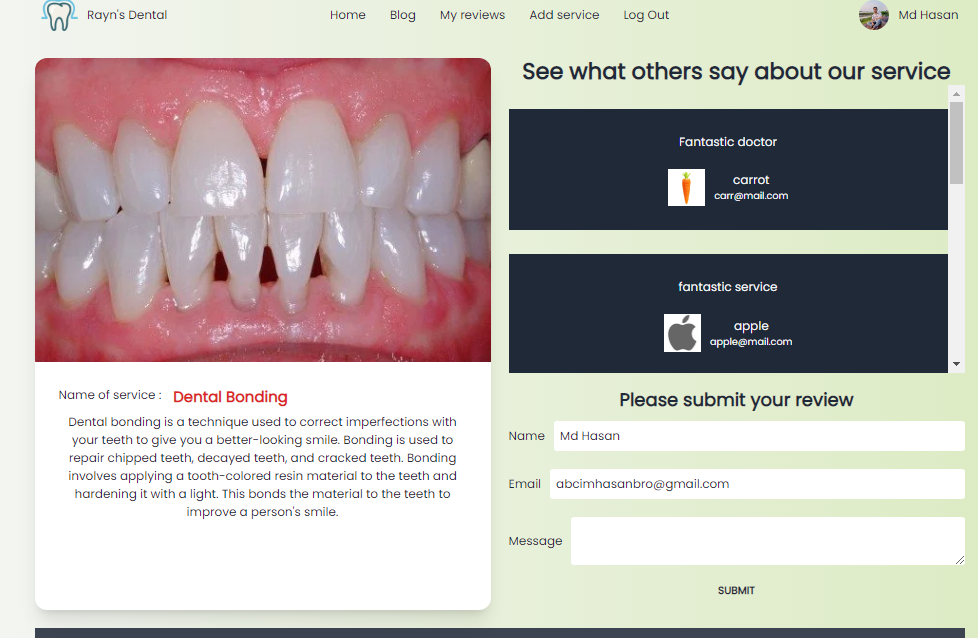 Rayn's Dental
Home
Blog
My reviews
Add service
Log Out
Md Hasan
Name of service :
Dental Bonding
Dental bonding is a technique used to correct imperfections with
your teeth to give you a better-looking smile. Bonding is used to
repair chipped teeth, decayed teeth, and cracked teeth. Bonding
involves applying a tooth-colored resin material to the teeth and
hardening it with a light. This bonds the material to the teeth to
improve a person's smile.
See what others say about our service
Fantastic doctor
carrot
carr@mail.com
fantastic service
apple
apple@mail.com
Please submit your review
Name
Md Hasan
Email
abcimhasanbro@gmail.com
Message
SUBMIT